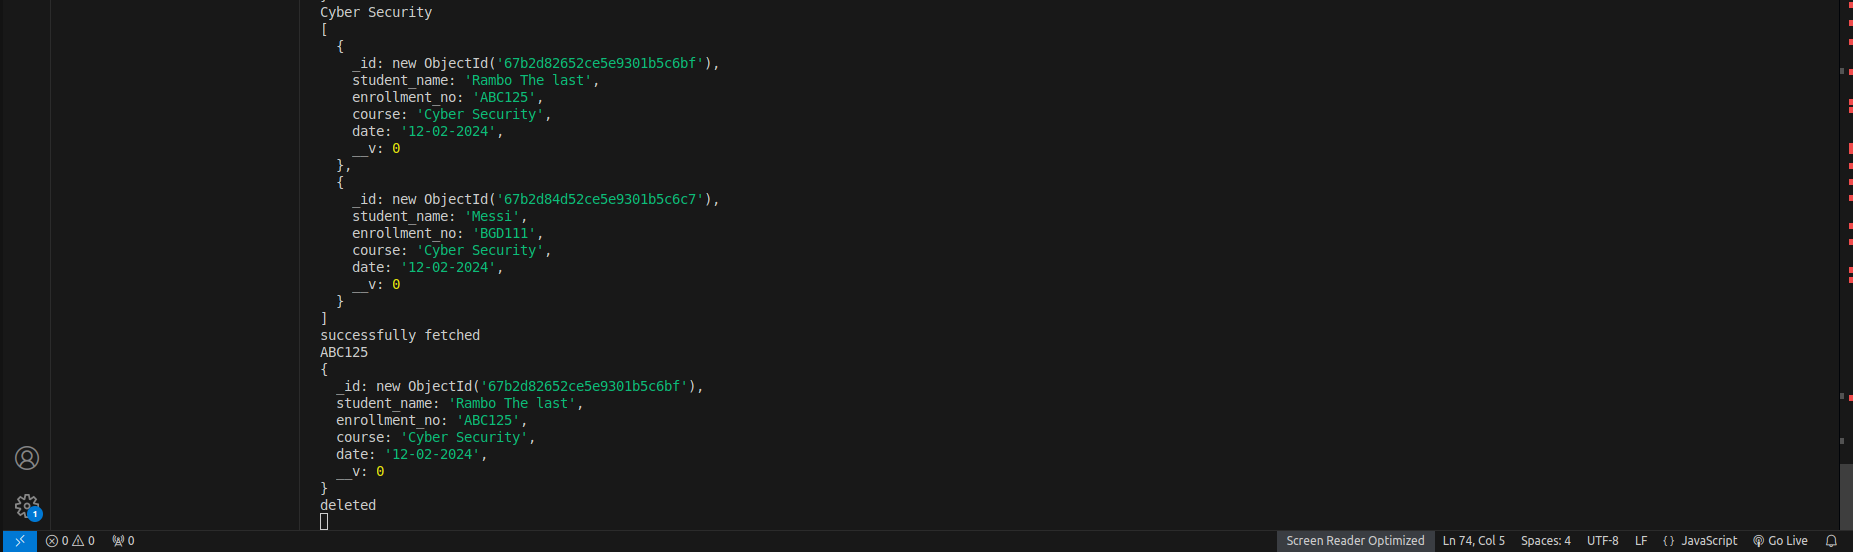 Cyber Security
[
  {
    _id: new ObjectId('67b2d82652ce5e9301b5c6bf'),
    student_name: 'Rambo The last',
    enrollment_no: 'ABC125',
    course: 'Cyber Security',
    date: '12-02-2024',
    __v: 0
  },
  {
    _id: new ObjectId('67b2d84d52ce5e9301b5c6c7'),
    student_name: 'Messi',
    enrollment_no: 'BGD111',
    course: 'Cyber Security',
    date: '12-02-2024',
    __v: 0
  }
]
successfully fetched
ABC125
{
  _id: new ObjectId('67b2d82652ce5e9301b5c6bf'),
  student_name: 'Rambo The last',
  enrollment_no: 'ABC125',
  course: 'Cyber Security',
  date: '12-02-2024',
  __v: 0
}
deleted
1
0 0 0 Screen Reader Optimized Ln 74, Col 5 Spaces: 4 UTF-8 LF {} JavaScript Go Live